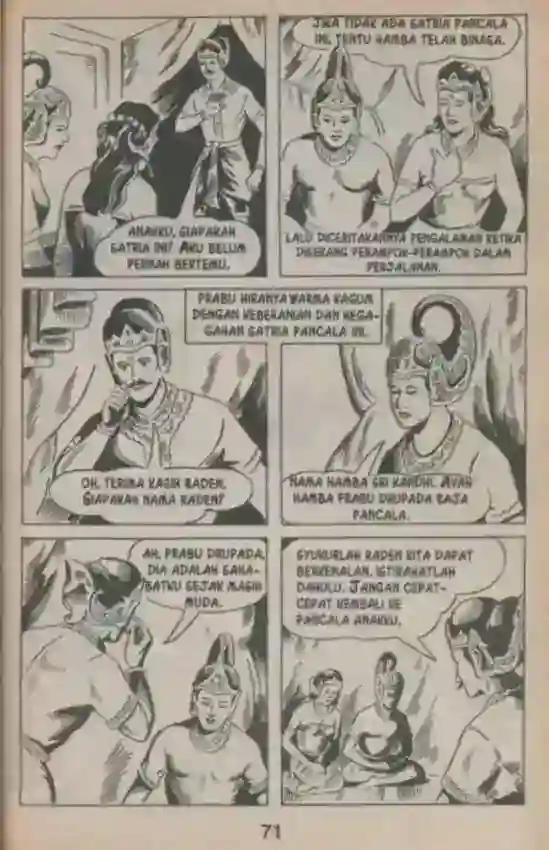 ANAKKU, SIAPAKAH
SATRIA INI? AKU BELUM
PERNAH BERTEMU.
JIKA TIDAK ADA SATRIA PANCALA
INI, TENTU HAMBA TELAH BINASA.
LALU DICERITAKANNYA PENGALAMAN KETIKA
DISERANG PERAMPOK-PERAMPOK DALAM
PERJALANAN.
PRABU HIRANYAWARMA KAGUM
DENGAN KEBERANIAN DAN KEGA-
GAHAN SATRIA PANCALA INI.
OH, TERIMA KASIH RADEN.
SIAPAKAH NAMA RADEN?
NAMA HAMBA SRI KANDHI. AYAH
HAMBA PRABU DRUPADA RAJA
PANCALA.
AH, PRABU DRUPADA,
DIA ADALAH SAHA-
BATKU SEJAK MASIH
MUDA.
SYUKURLAH RADEN KITA DAPAT
BERKENALAN. ISTIRAHATLAH
DAHULU. JANGAN CEPAT-
CEPAT KEMBALI KE
PANCALA ANAKKU.
71